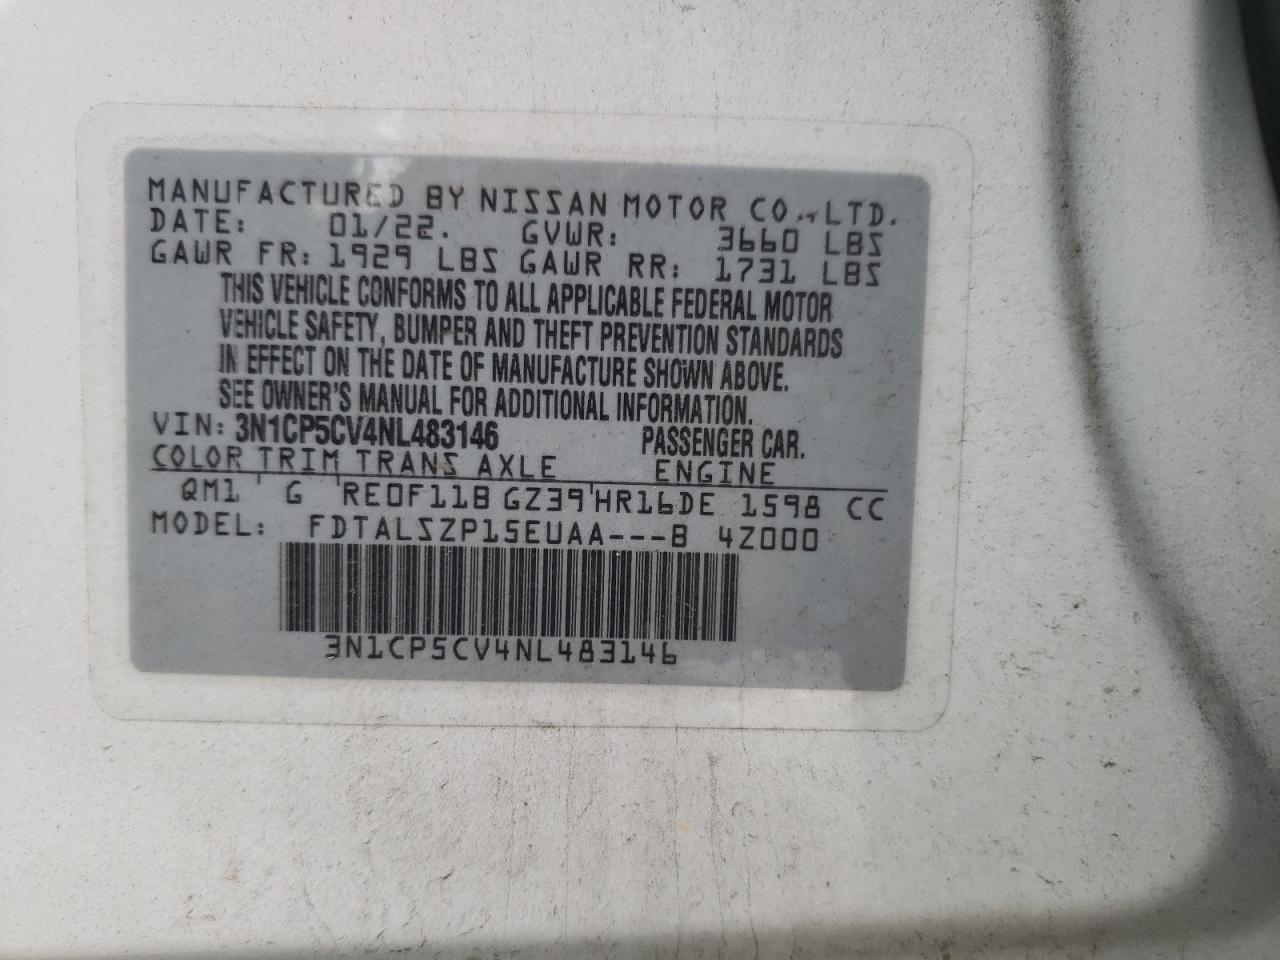 MANUFACTURED BY NISSAN MOTOR CO.,LTD.
DATE: 01/22. GVWR: 3660 LBS
GAWR FR: 1929 LBS GAWR RR: 1731 LBS
THIS VEHICLE CONFORMS TO ALL APPLICABLE FEDERAL MOTOR
VEHICLE SAFETY, BUMPER AND THEFT PREVENTION STANDARDS
IN EFFECT ON THE DATE OF MANUFACTURE SHOWN ABOVE.
SEE OWNER'S MANUAL FOR ADDITIONAL INFORMATION.
VIN: 3N1CP5CV4NL483146 PASSENGER CAR.
COLOR TRIM TRANS AXLE ENGINE
QM1 G RE0F11B GZ39 HR16DE 1598 CC
MODEL: FDTALSZP15EUAA---B 4Z000
3N1CP5CV4NL483146